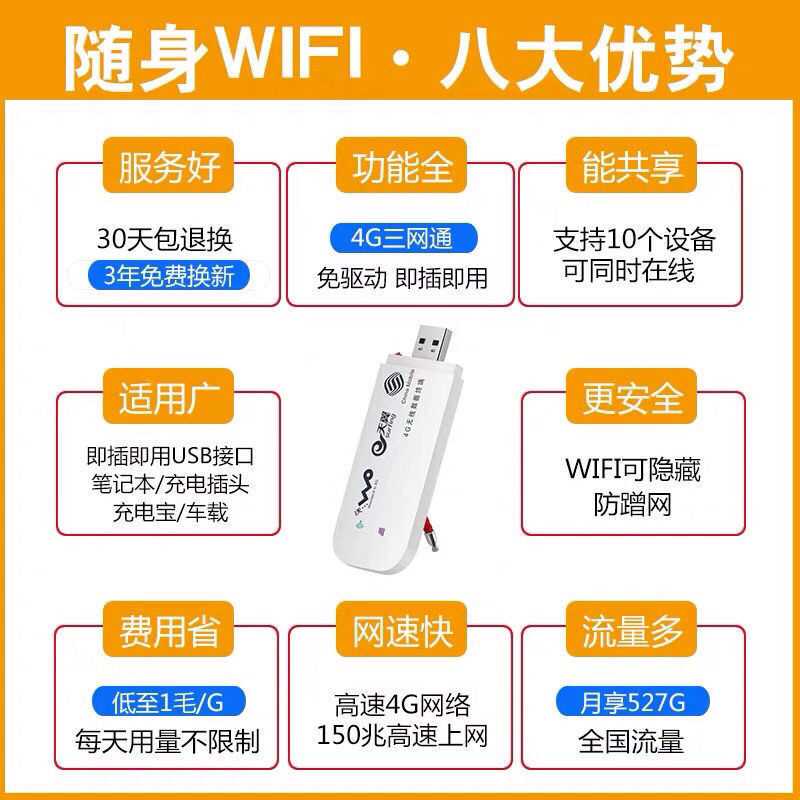 随身WIFI·八大优势
服务好
30天包退换
3年免费换新
功能全
4G三网通
免驱动 即插即用
能共享
支持10个设备
可同时在线
适用广
即插即用USB接口
笔记本/充电插头
充电宝/车载
China Mobile
4G无线数据终端
天翼
沃
更安全
WIFI可隐藏
防蹭网
费用省
低至1毛/G
每天用量不限制
网速快
高速4G网络
150兆高速上网
流量多
月享527G
全国流量